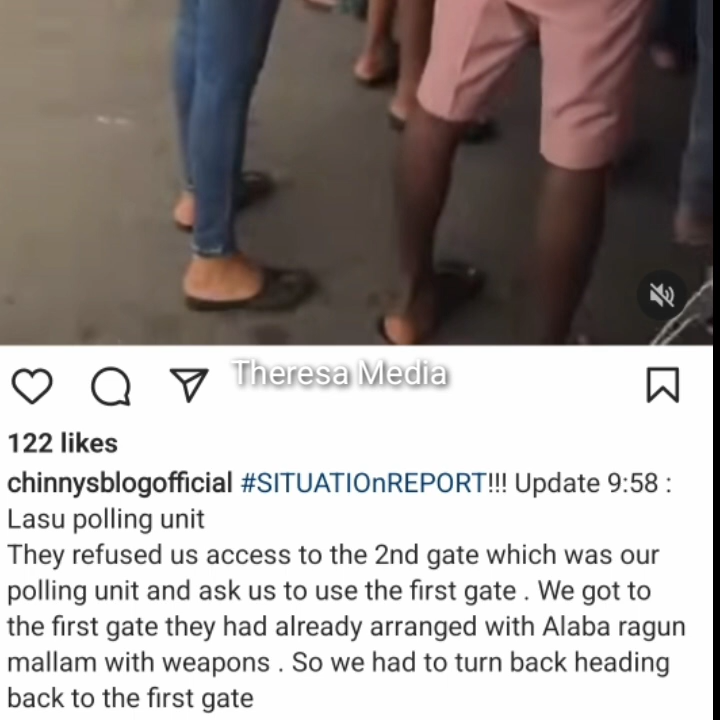 Theresa Media
122 likes
chinnysblogofficial #SITUATIOnREPORT!!! Update 9:58 :
Lasu polling unit
They refused us access to the 2nd gate which was our
polling unit and ask us to use the first gate . We got to
the first gate they had already arranged with Alaba ragun
mallam with weapons . So we had to turn back heading
back to the first gate